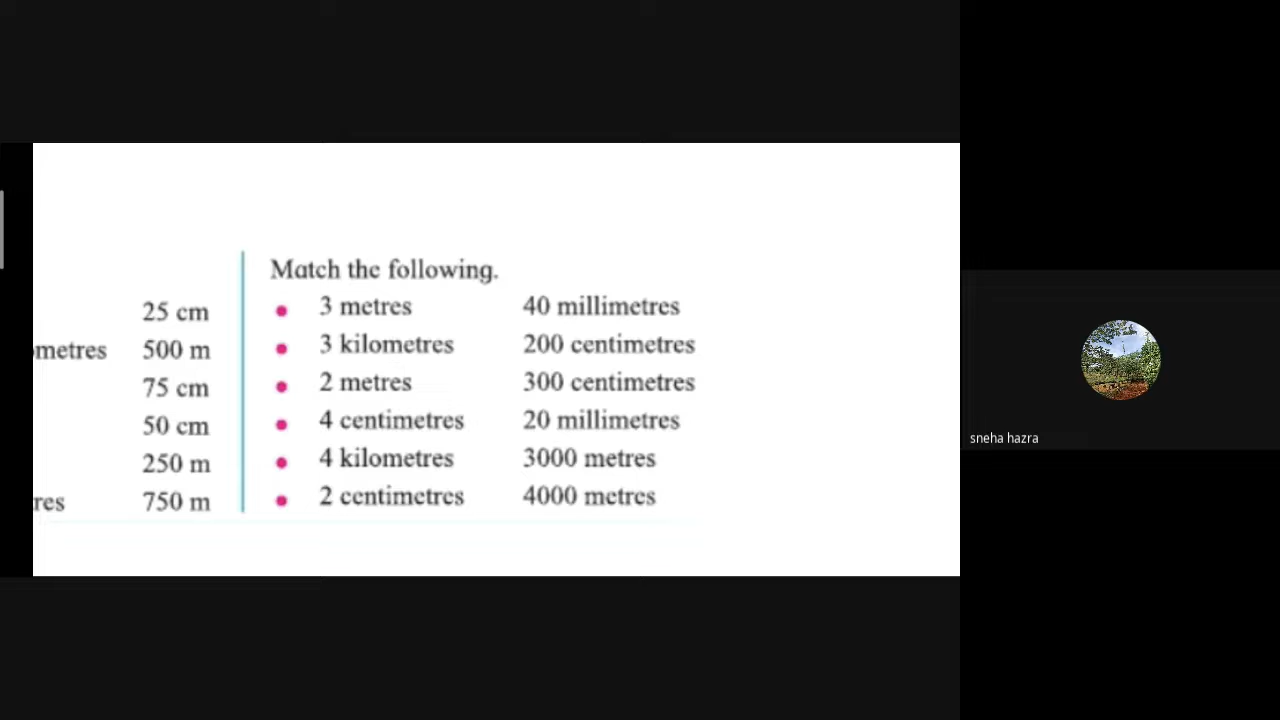 25 cm
metres 500 m
75 cm
50 cm
250 m
res 750 m
Match the following.
3 metres 40 millimetres
3 kilometres 200 centimetres
2 metres 300 centimetres
4 centimetres 20 millimetres
4 kilometres 3000 metres
2 centimetres 4000 metres
sneha hazra